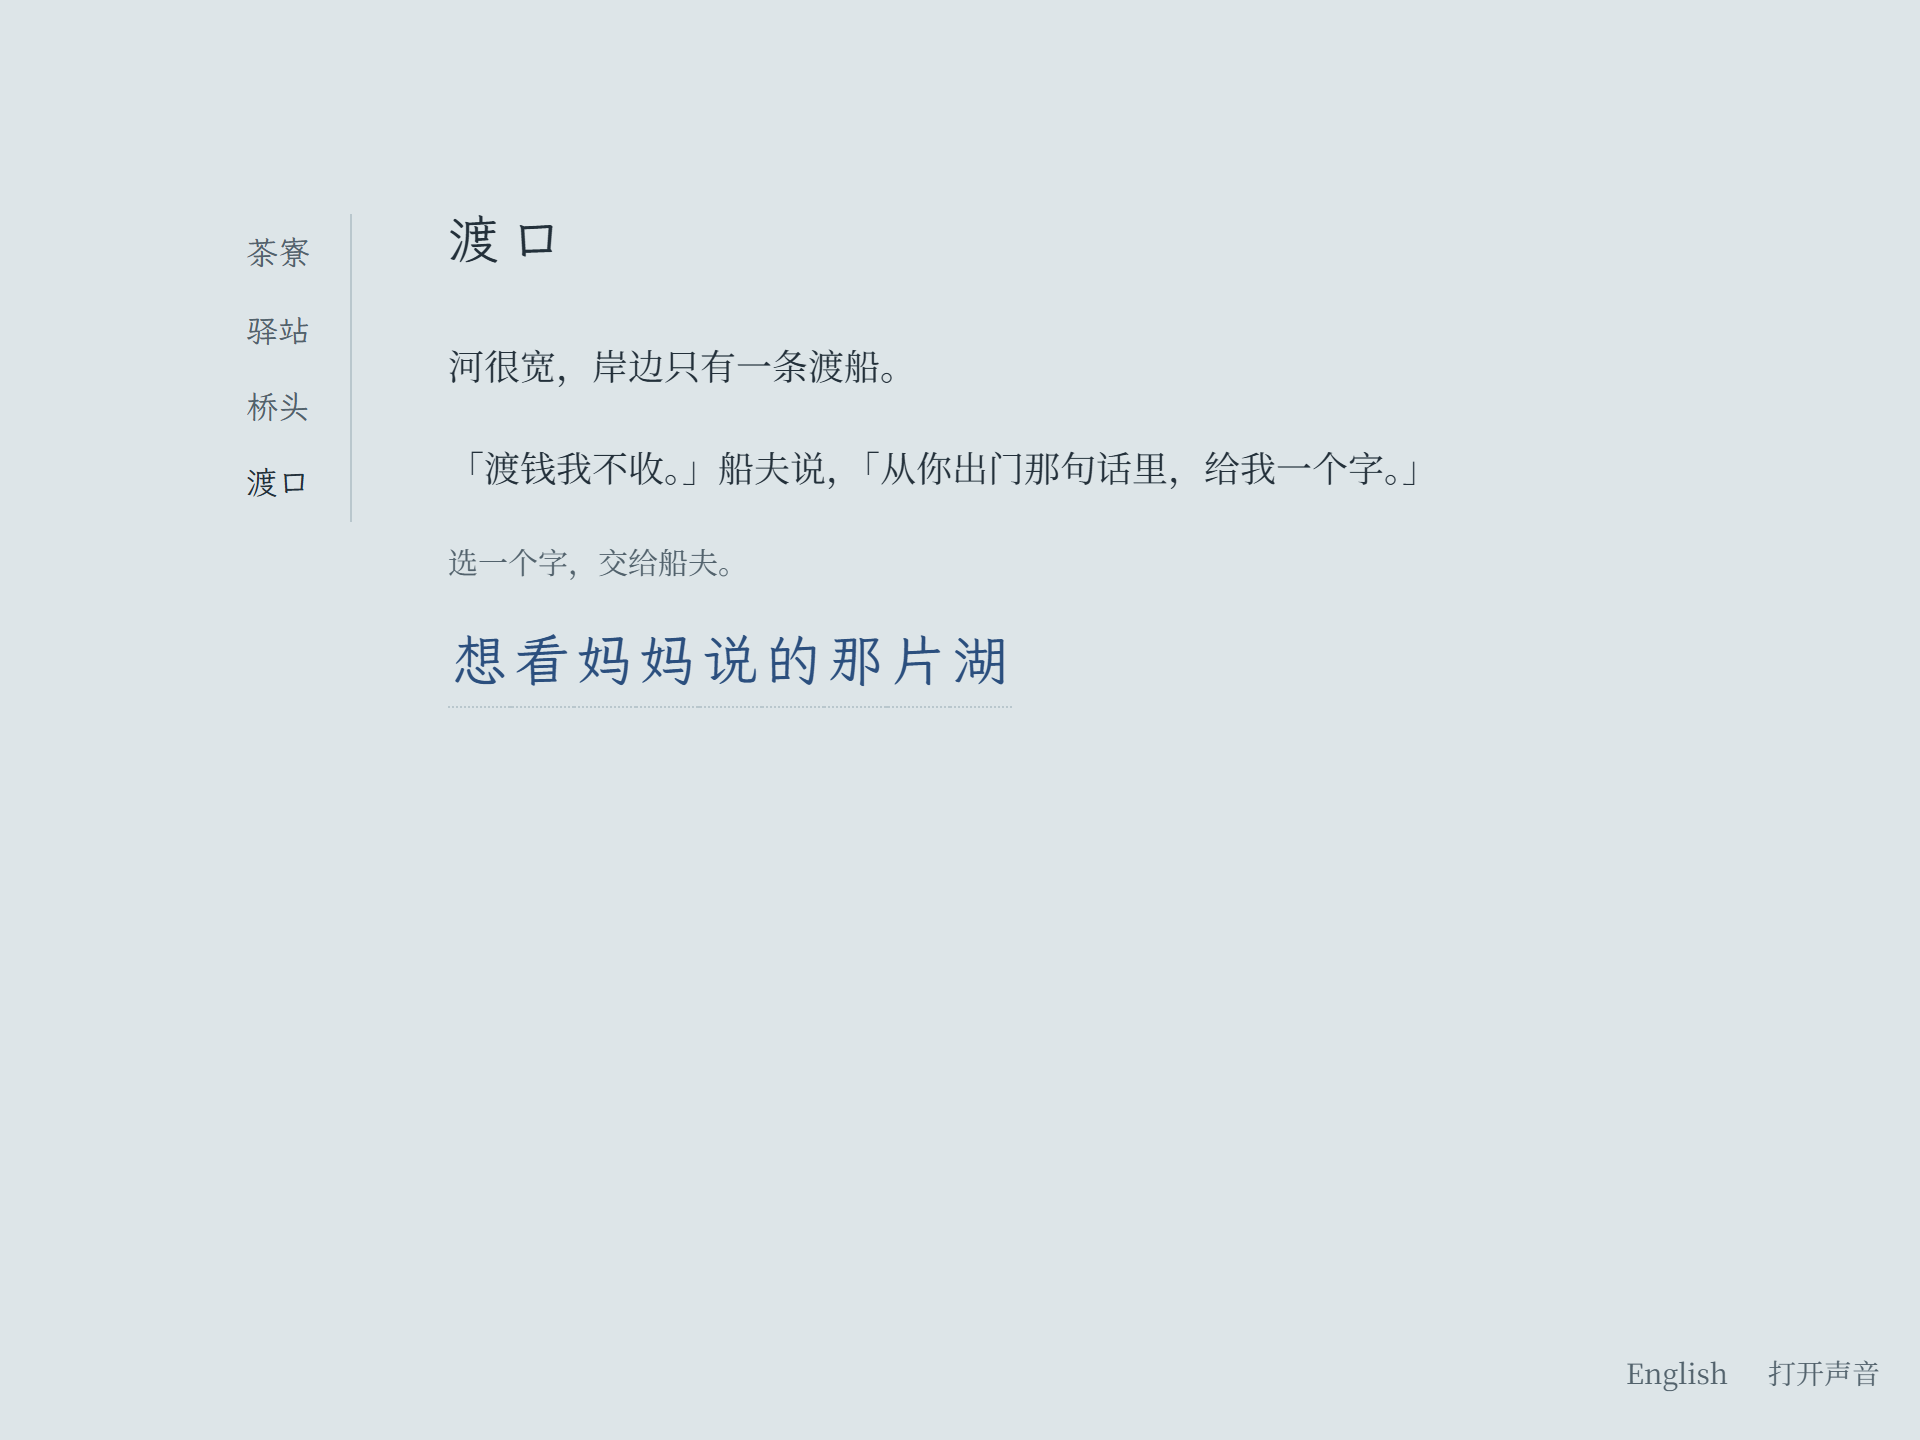 茶寮
驿站
桥头
渡口
渡口
河很宽，岸边只有一条渡船。
「渡钱我不收。」船夫说，「从你出门那句话里，给我一个字。」
选一个字，交给船夫。
想看妈妈说的那片湖
English 打开声音